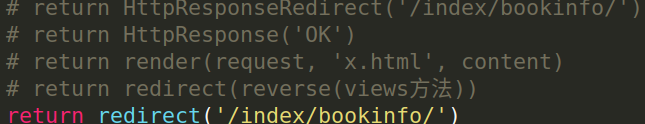 # return HttpResponseRedirect('/index/bookinfo/')
# return HttpResponse('OK')
# return render(request, 'x.html', content)
# return redirect(reverse(views方法))
return redirect('/index/bookinfo/')